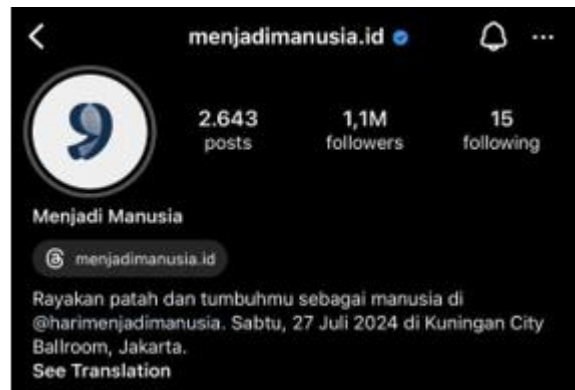 menjadimanusia.id
2.643 1,1M 15
posts followers following
Menjadi Manusia
menjadimanusia.id
Rayakan patah dan tumbuhmu sebagai manusia di
@harimenjadimanusia. Sabtu, 27 Juli 2024 di Kuningan City
Ballroom, Jakarta.
See Translation